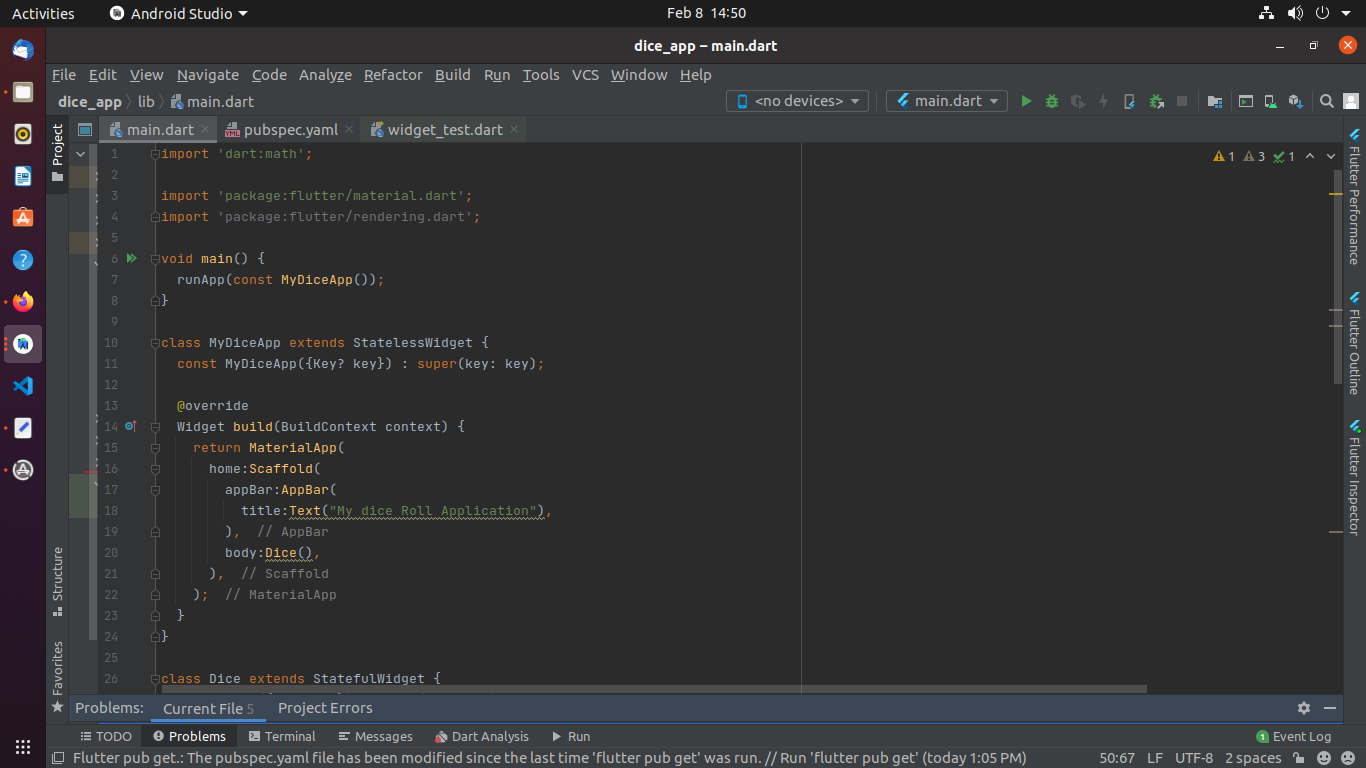 Activities Android Studio Feb 8 14:50
dice_app – main.dart
File Edit View Navigate Code Analyze Refactor Build Run Tools VCS Window Help
dice_app lib main.dart <no devices> main.dart
main.dart pubspec.yaml widget_test.dart
Project
Structure
Favorites
1 import 'dart:math'; 1 3 1
2
3 import 'package:flutter/material.dart';
4 import 'package:flutter/rendering.dart';
5
6 void main() {
7 runApp(const MyDiceApp());
8 }
9
10 class MyDiceApp extends StatelessWidget {
11 const MyDiceApp({Key? key}) : super(key: key);
12
13 @override
14 Widget build(BuildContext context) {
15 return MaterialApp(
16 home:Scaffold(
17 appBar:AppBar(
18 title:Text("My dice Roll Application"),
19 ), // AppBar
20 body:Dice(),
21 ), // Scaffold
22 ); // MaterialApp
23 }
24 }
25
26 class Dice extends StatefulWidget {
Flutter Performance
Flutter Outline
Flutter Inspector
Problems: Current File 5 Project Errors
TODO Problems Terminal Messages Dart Analysis Run 1 Event Log
Flutter pub get.: The pubspec.yaml file has been modified since the last time 'flutter pub get' was run. // Run 'flutter pub get' (today 1:05 PM) 50:67 LF UTF-8 2 spaces